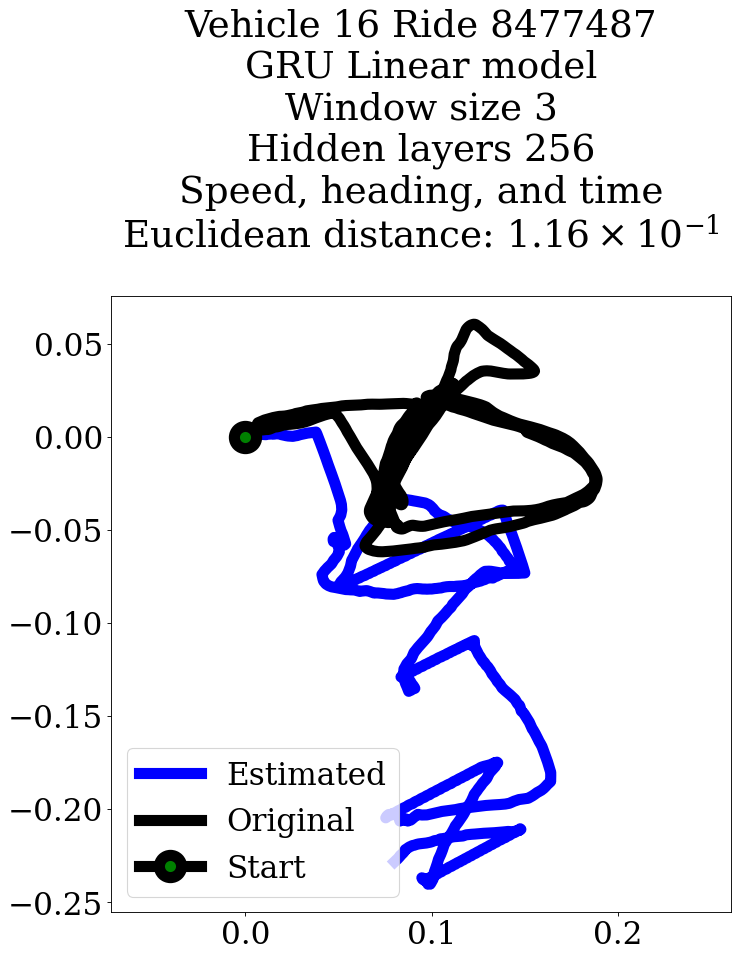 Vehicle 16 Ride 8477487
GRU Linear model
Window size 3
Hidden layers 256
Speed, heading, and time
Euclidean distance: 1.16 × 10⁻¹
0.05
0.00
−0.05
−0.10
−0.15
−0.20
−0.25
Estimated
Original
Start
0.0 0.1 0.2